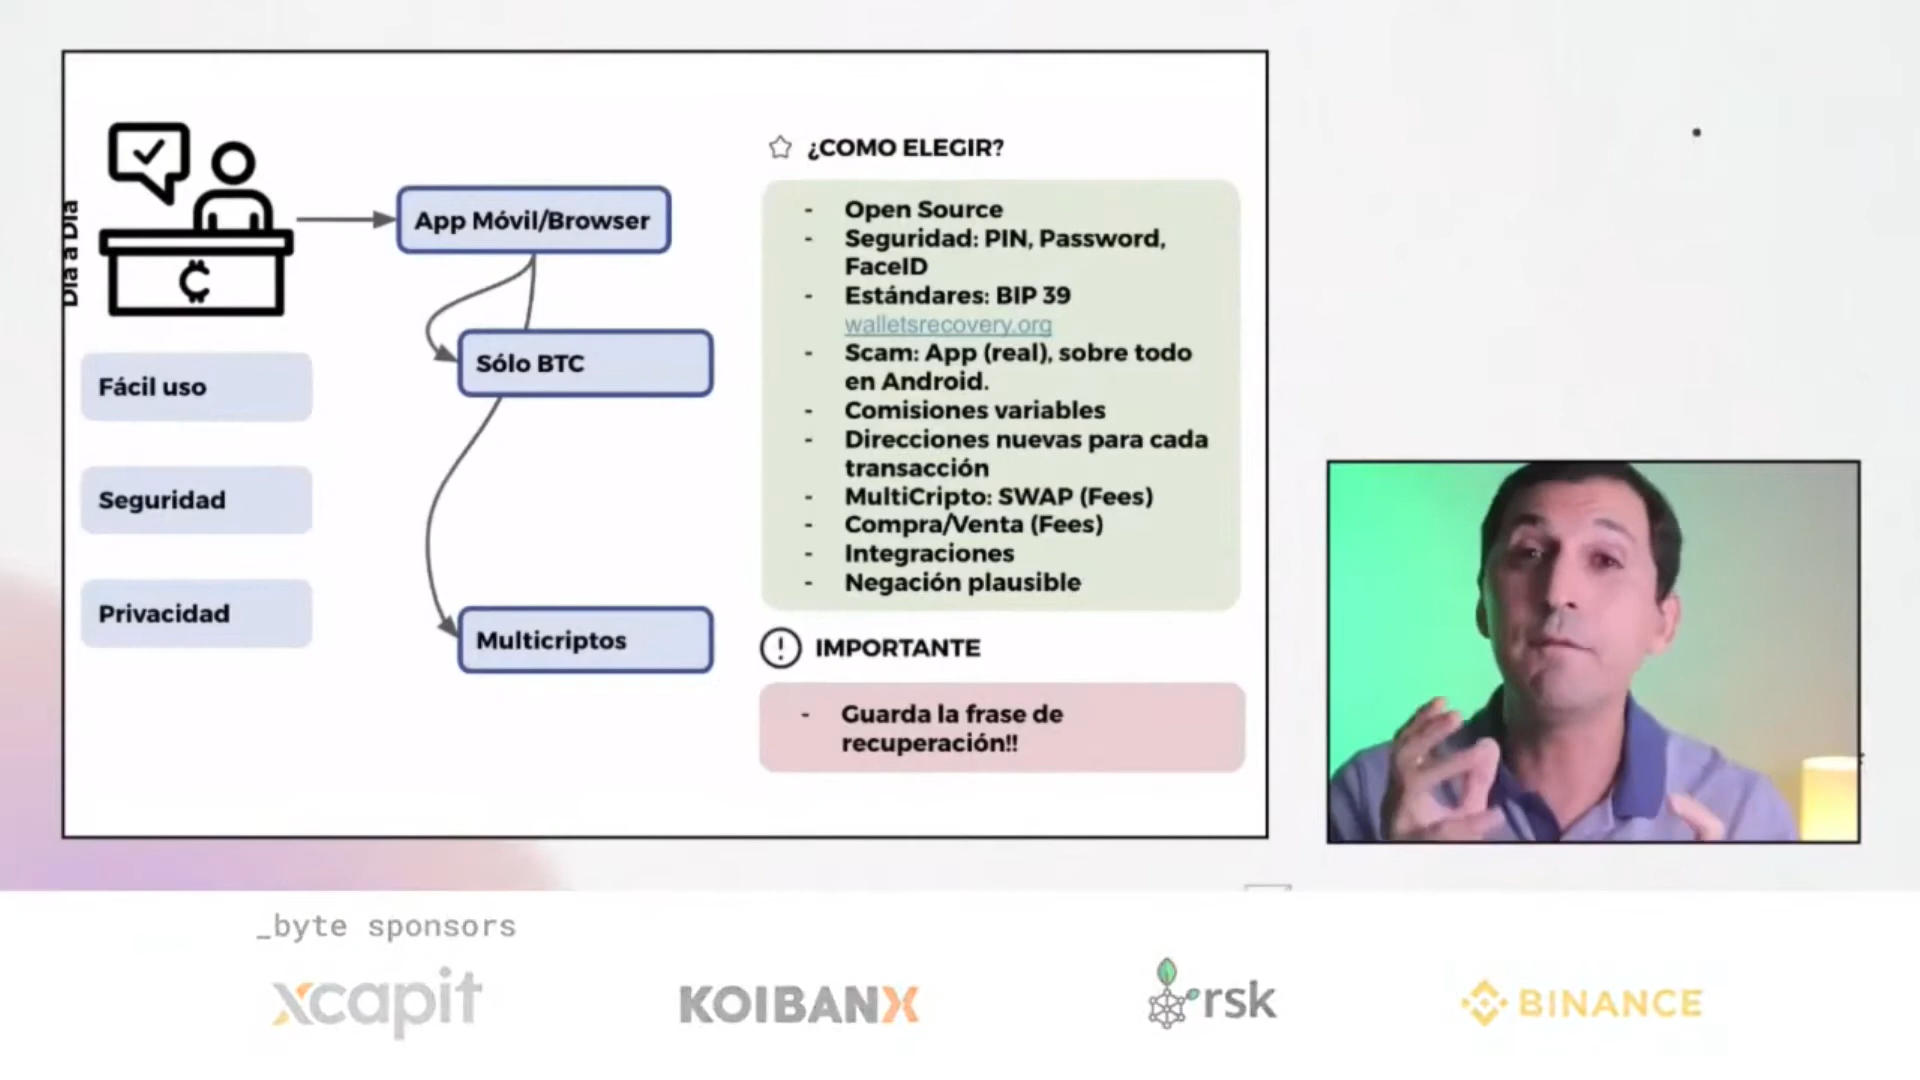 Día a Día
App Móvil/Browser
Sólo BTC
Multicriptos
Fácil uso
Seguridad
Privacidad
¿COMO ELEGIR?
- Open Source
- Seguridad: PIN, Password,
FaceID
- Estándares: BIP 39
walletsrecovery.org
- Scam: App (real), sobre todo
en Android.
- Comisiones variables
- Direcciones nuevas para cada
transacción
- MultiCripto: SWAP (Fees)
- Compra/Venta (Fees)
- Integraciones
- Negación plausible
! IMPORTANTE
- Guarda la frase de
recuperación!!
_byte sponsors
xcapit
KOIBANX
rsk
BINANCE